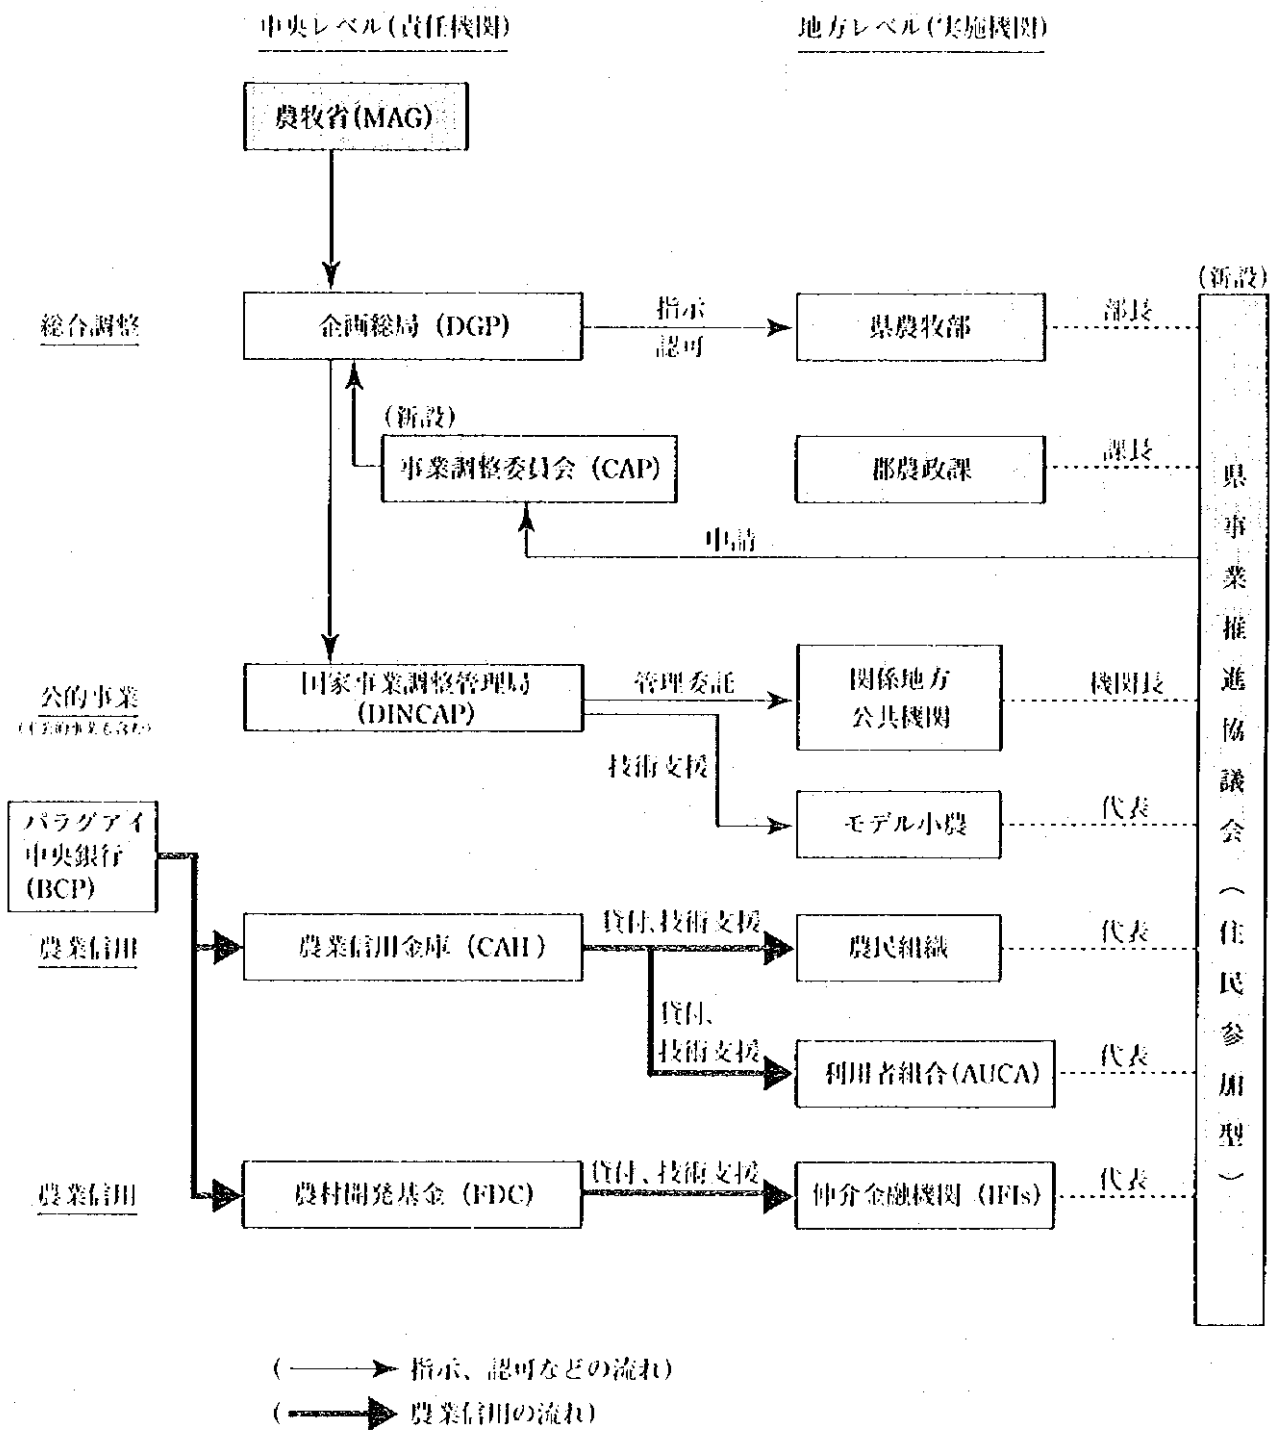 中央レベル(責任機関)
地方レベル(実施機関)
農牧省(MAG)
(新設)
総合調整
企画総局 (DGP)
指示
認可
県農牧部
部長
(新設)
事業調整委員会 (CAP)
郡農政課
課長
申請
県事業推進協議会(住民参加型)
公的事業
国家事業調整管理局
(DINCAP)
管理委託
関係地方
公共機関
機関長
技術支援
モデル小農
代表
パラグアイ
中央銀行
(BCP)
農業信用
農業信用金庫 (CAH)
貸付、技術支援
農民組織
代表
貸付、
技術支援
利用者組合(AUCA)
代表
農業信用
農村開発基金 (FDC)
貸付、技術支援
仲介金融機関 (IFIs)
代表
( 指示、認可などの流れ)
( 農業信用の流れ)